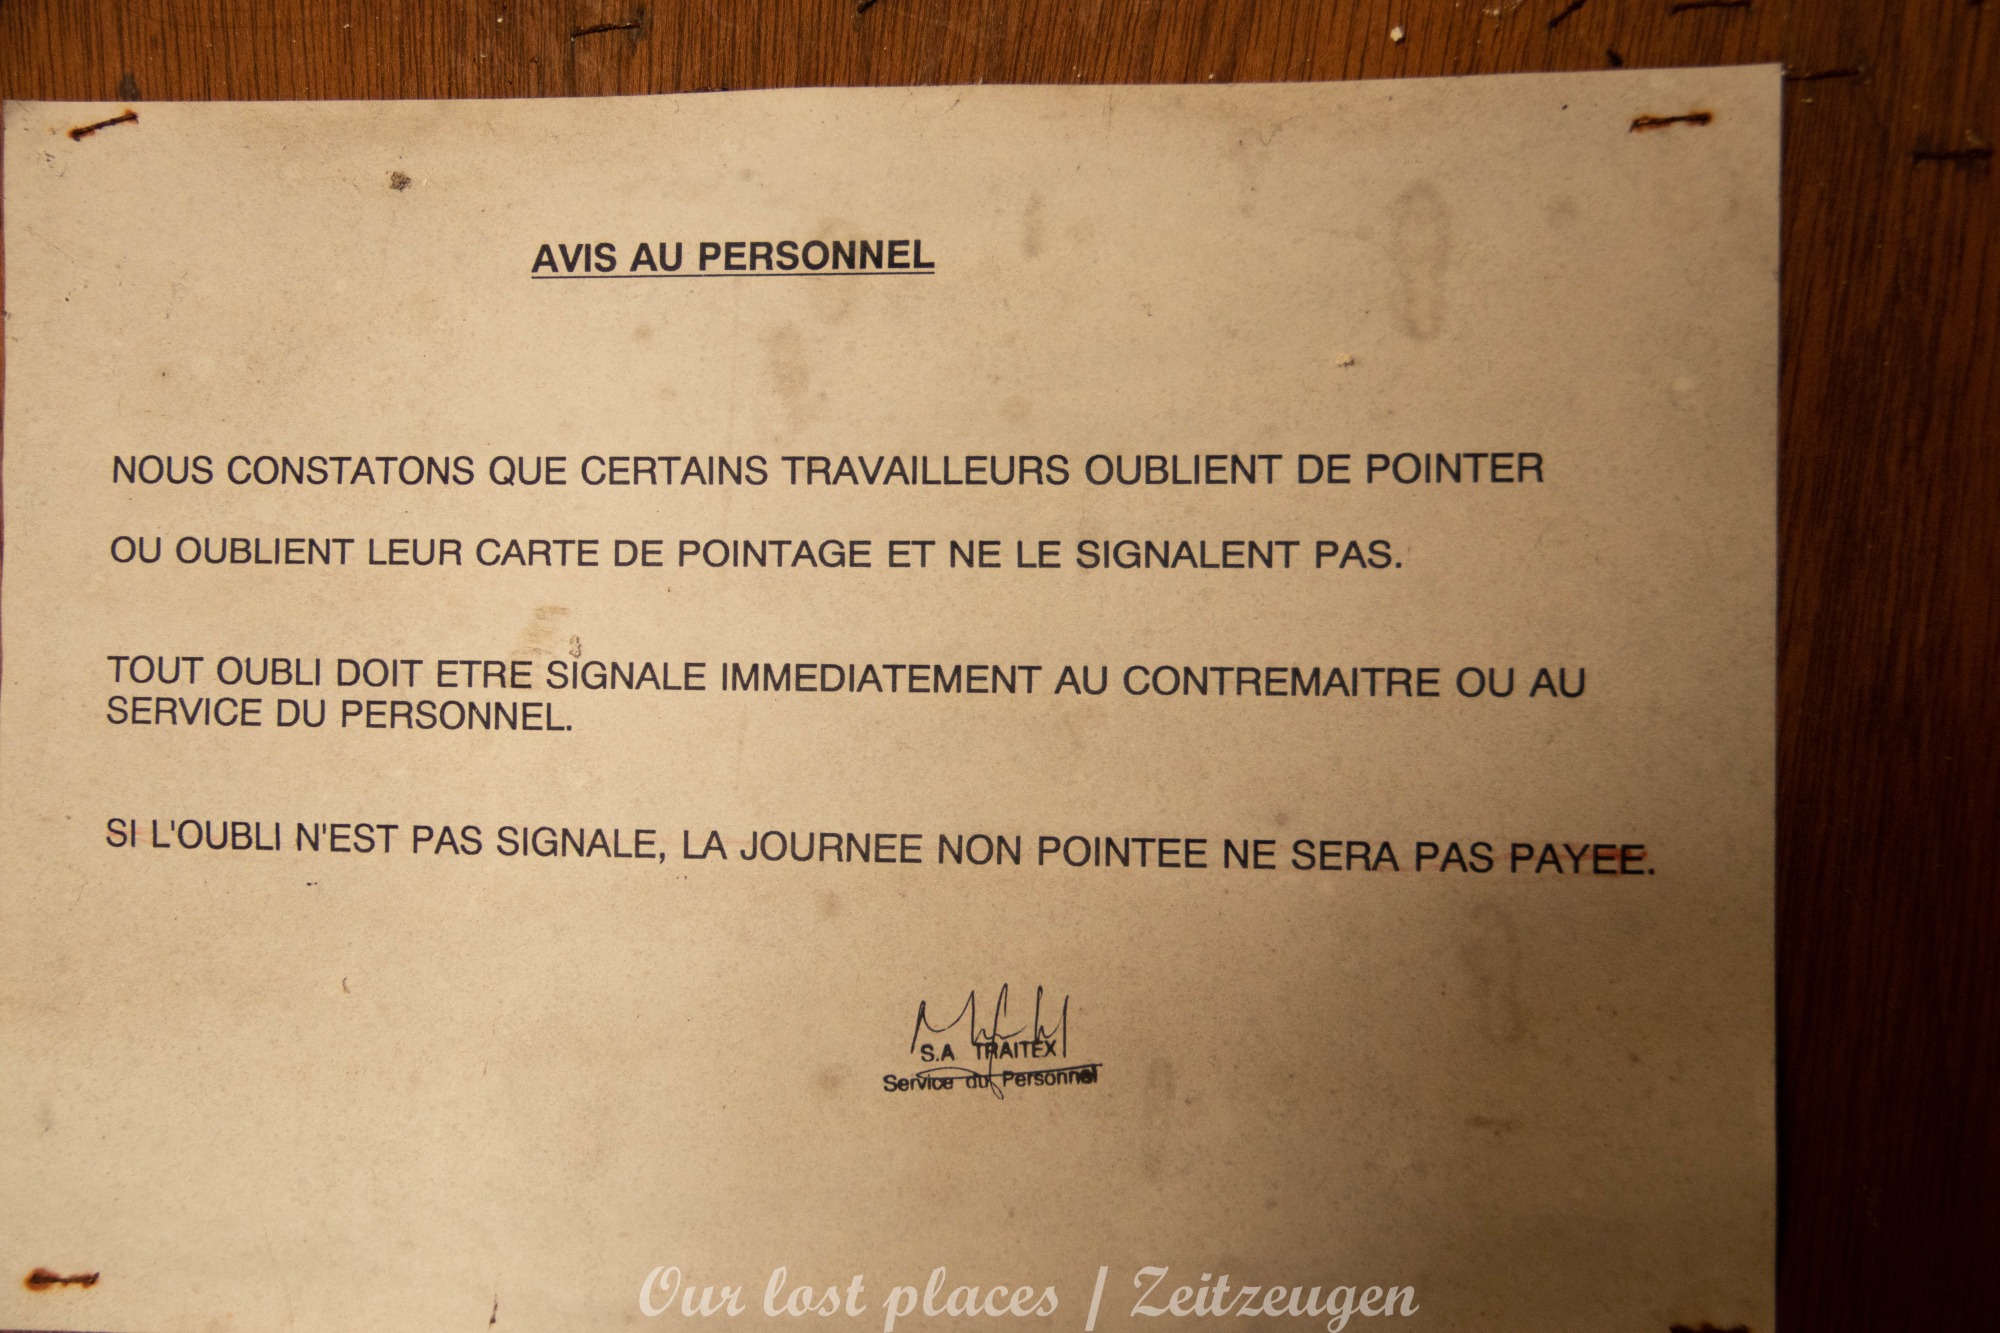 AVIS AU PERSONNEL
NOUS CONSTATONS QUE CERTAINS TRAVAILLEURS OUBLIENT DE POINTER
OU OUBLIENT LEUR CARTE DE POINTAGE ET NE LE SIGNALENT PAS.
TOUT OUBLI DOIT ETRE SIGNALE IMMEDIATEMENT AU CONTREMAITRE OU AU
SERVICE DU PERSONNEL.
SI L'OUBLI N'EST PAS SIGNALE, LA JOURNEE NON POINTEE NE SERA PAS PAYEE.
S.A TRAITEX
Service du Personnel
Our lost places / Zeitzeugen